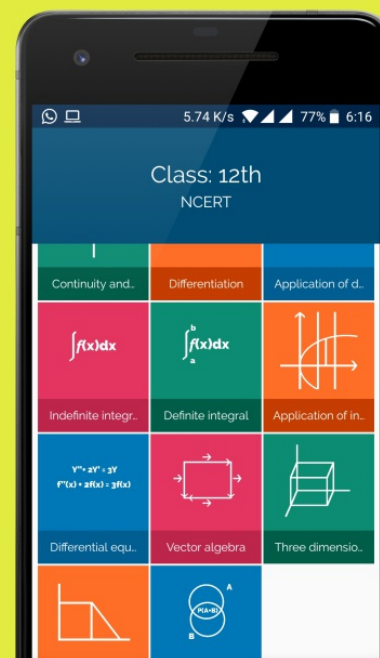 5.74 K/s 77% 6:16
Class: 12th
NCERT
Continuity and..
Differentiation
Application of d..
∫f(x)dx
b
∫f(x)dx
a
Indefinite integr..
Definite integral
Application of in..
Y''+ 2Y' = 3Y
f''(x) + 2f(x) = 3f(x)
Differential equ..
Vector algebra
Three dimensio..
A
P(A∩B)
B